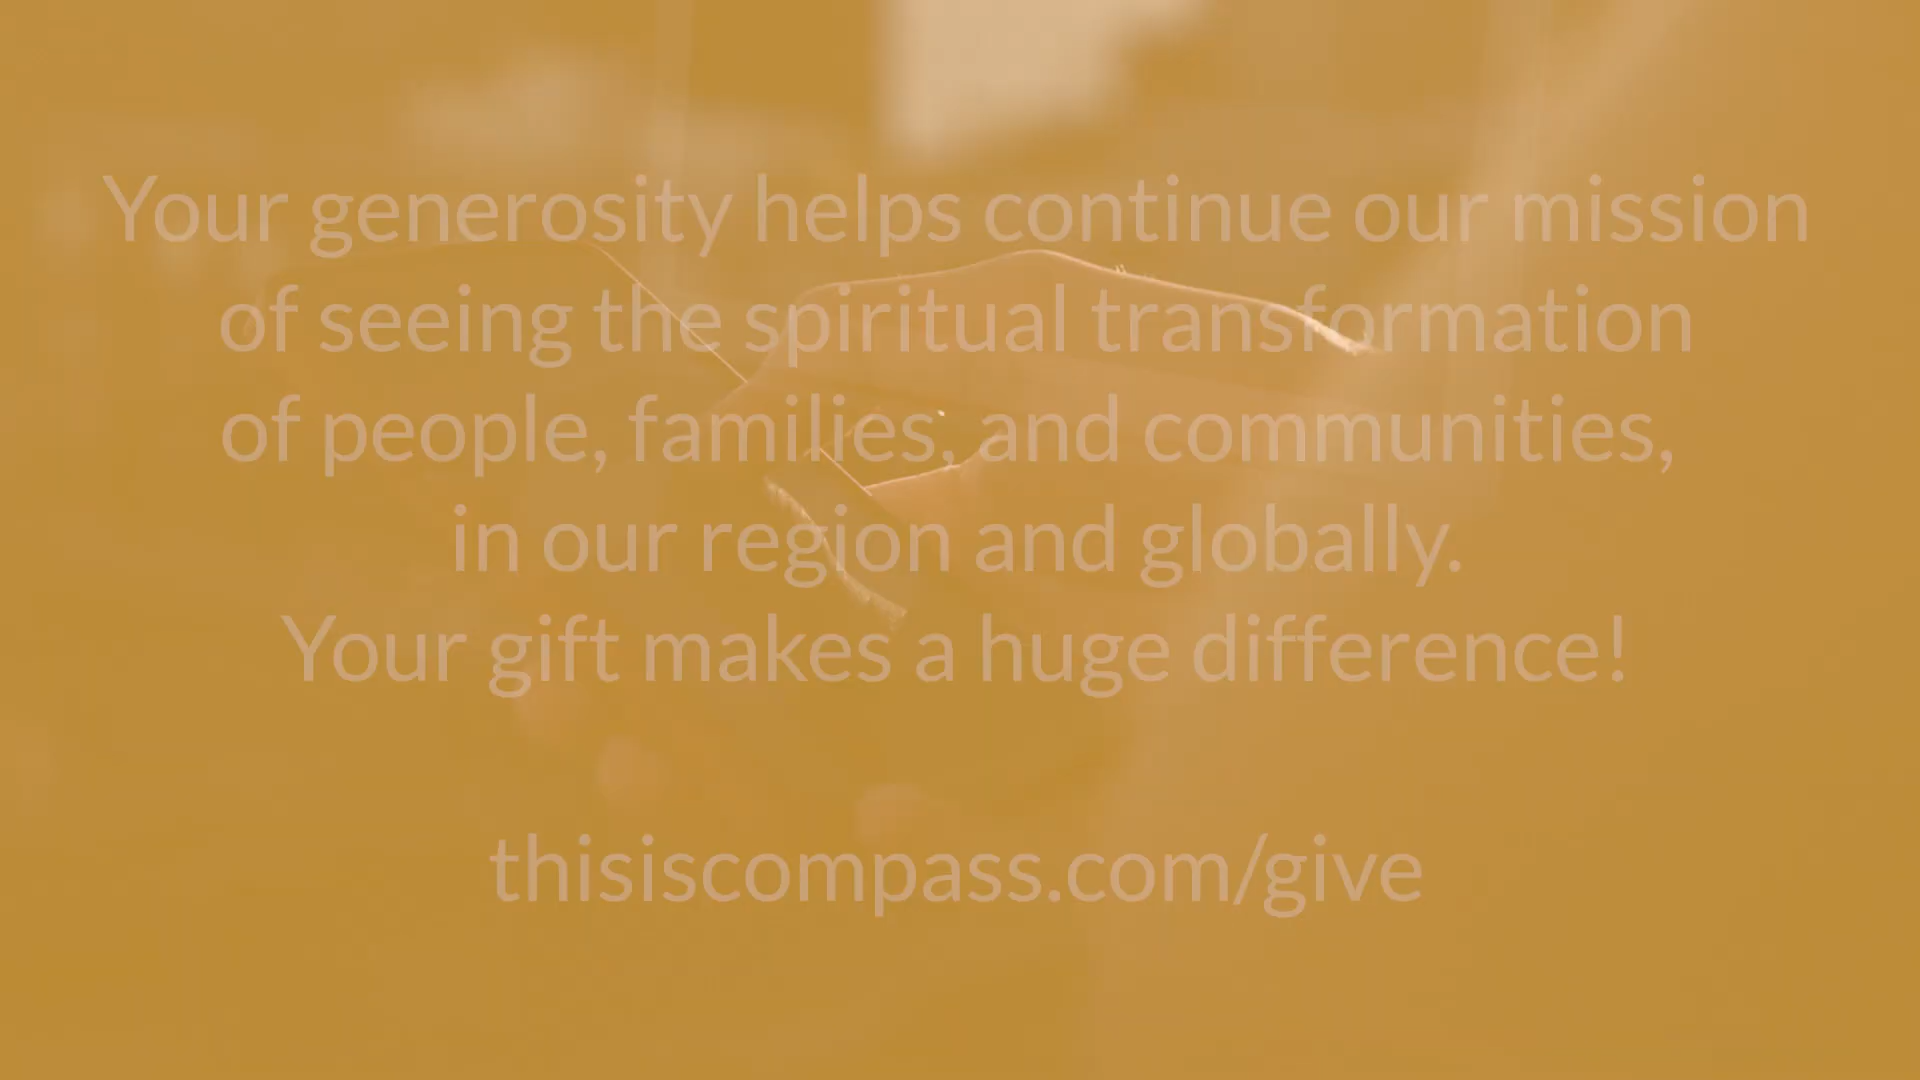 Your generosity helps continue our mission
of seeing the spiritual transformation
of people, families, and communities,
in our region and globally.
Your gift makes a huge difference!
thisiscompass.com/give